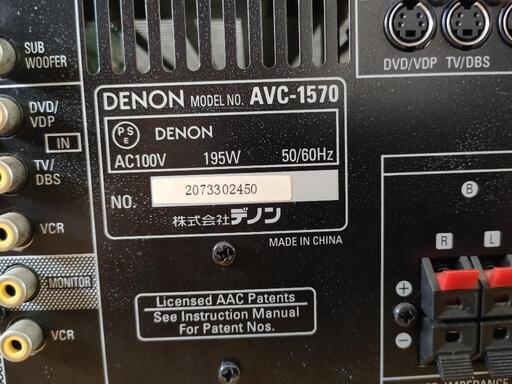 SUB
WOOFER
DVD/
VDP
IN
TV/
DBS
VCR
MONITOR
VCR
DVD/VDP TV/DBS
DENON MODEL NO. AVC-1570
PS
E
DENON
AC100V 195W 50/60Hz
NO. 2073302450
株式会社デノン
MADE IN CHINA
Licensed AAC Patents
See Instruction Manual
For Patent Nos.
B
R L
+
−
IMPEDANCE